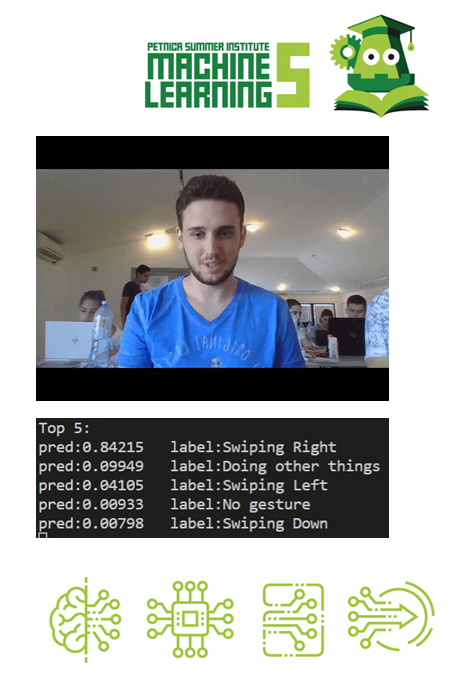 PETNICA SUMMER INSTITUTE
MACHINE 5
LEARNING
Top 5:
pred:0.84215 label:Swiping Right
pred:0.09949 label:Doing other things
pred:0.04105 label:Swiping Left
pred:0.00933 label:No gesture
pred:0.00798 label:Swiping Down